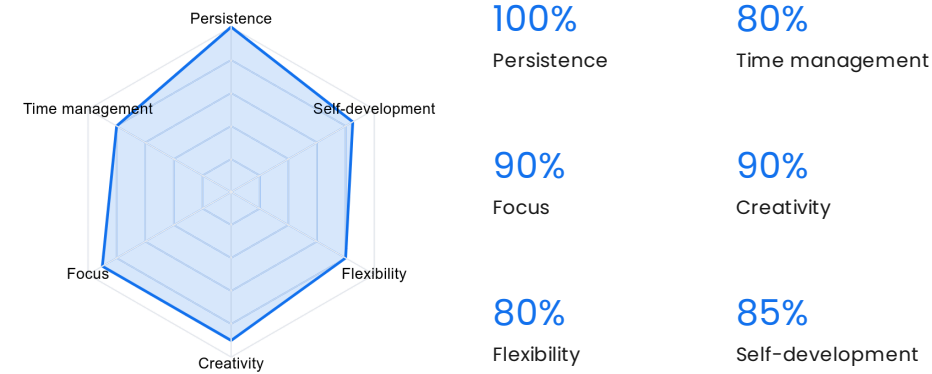 Persistence
Time management
Self-development
Focus
Flexibility
Creativity
100%
Persistence
80%
Time management
90%
Focus
90%
Creativity
80%
Flexibility
85%
Self-development